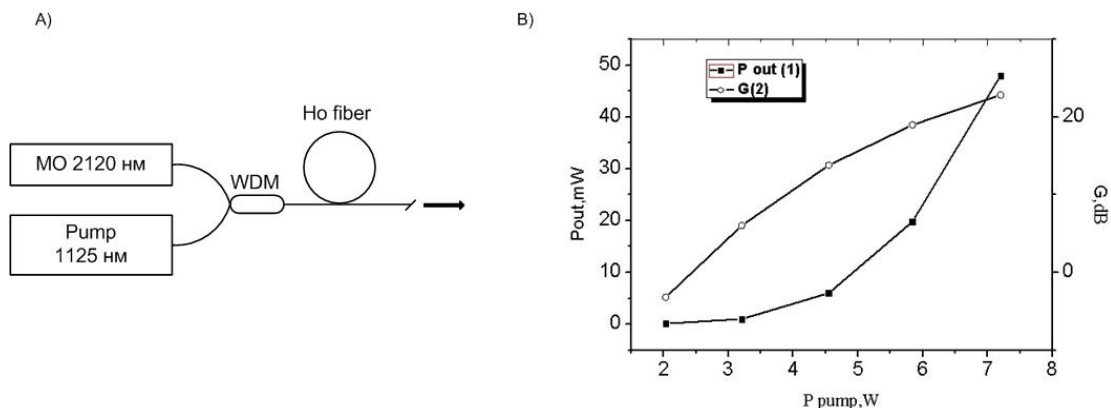 A)
MO 2120 нм
Pump
1125 нм
WDM
Ho fiber
B)
P out (1)
G(2)
Pout,mW
50
40
30
20
10
0
G,dB
20
0
2 3 4 5 6 7 8
P pump,W